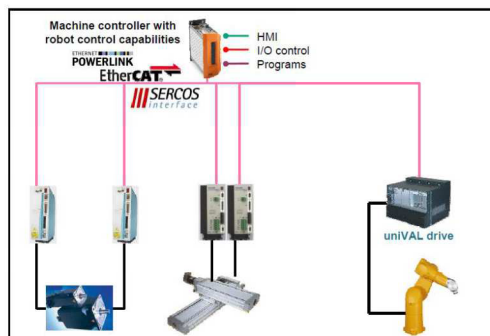 Machine controller with
robot control capabilities
HMI
I/O control
Programs
ETHERNET
POWERLINK
EtherCAT
SERCOS
interface
uniVAL drive